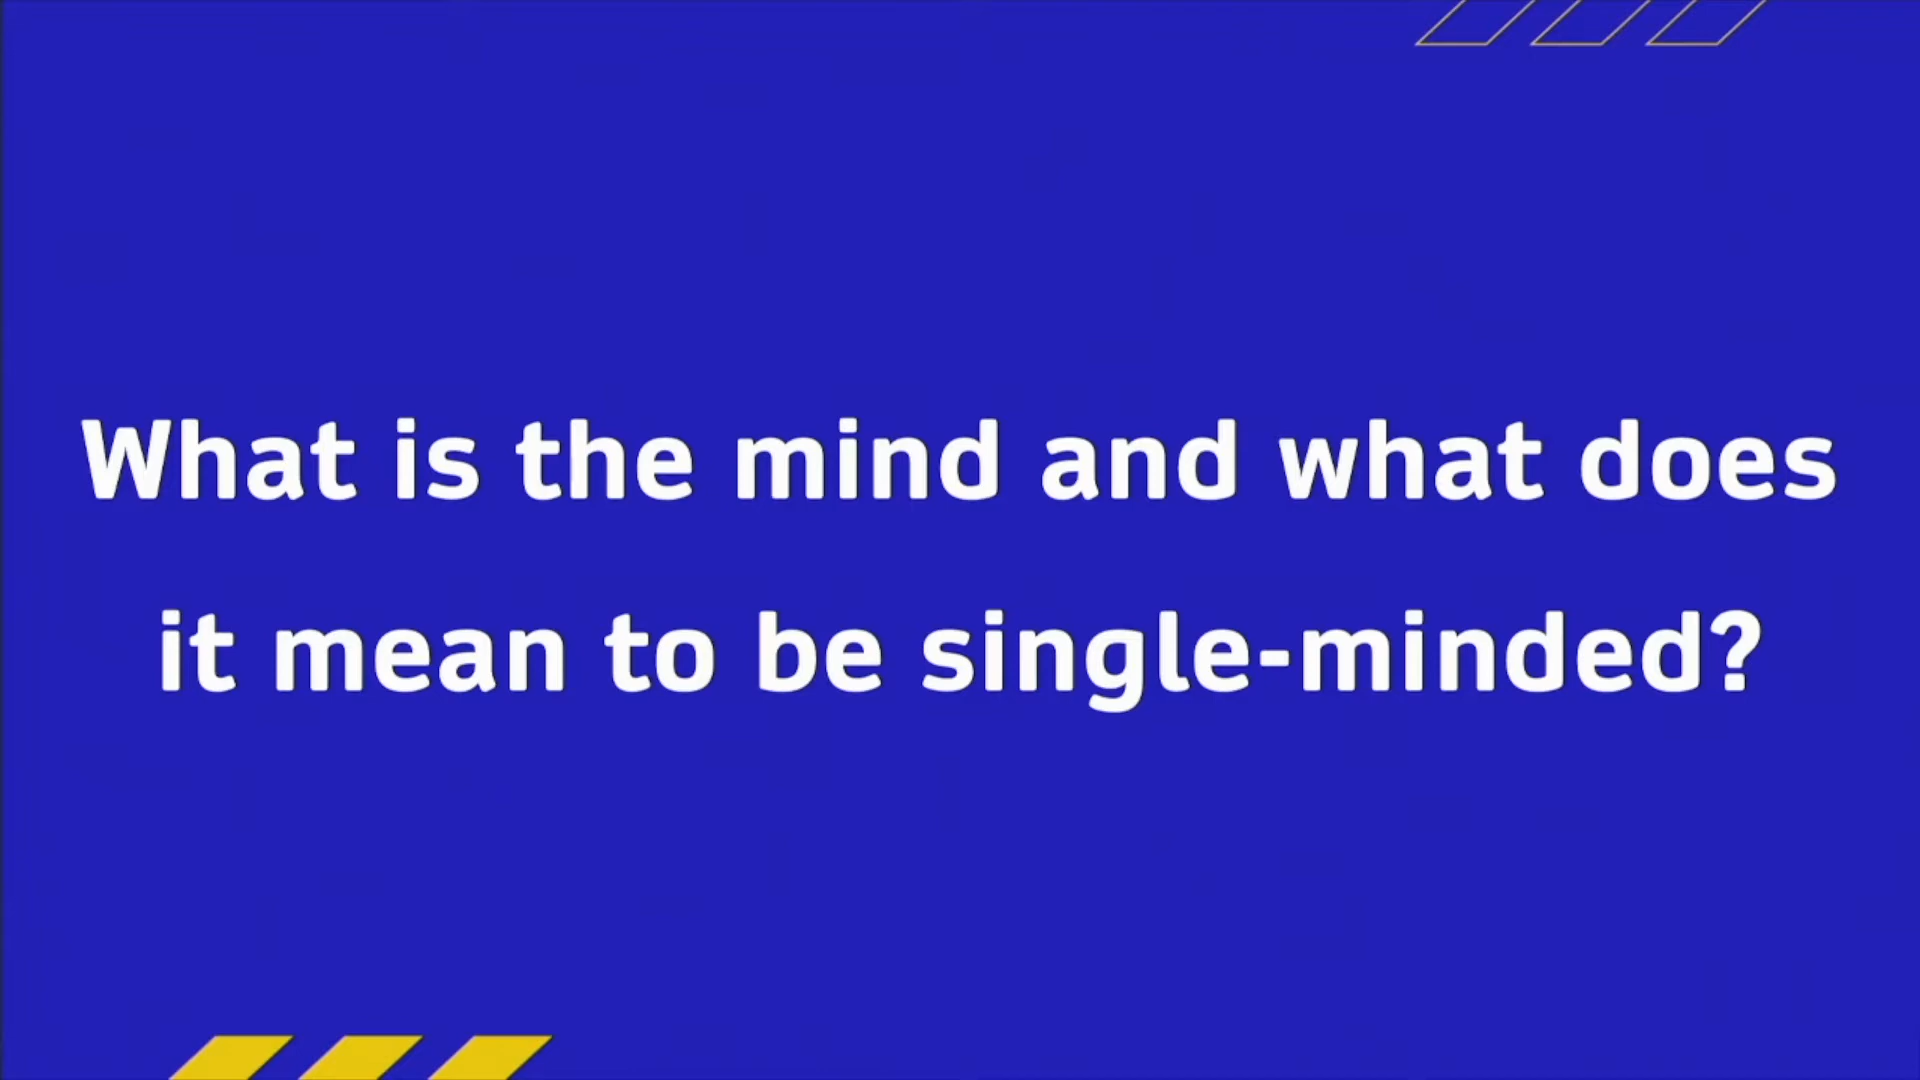 What is the mind and what does
it mean to be single-minded?